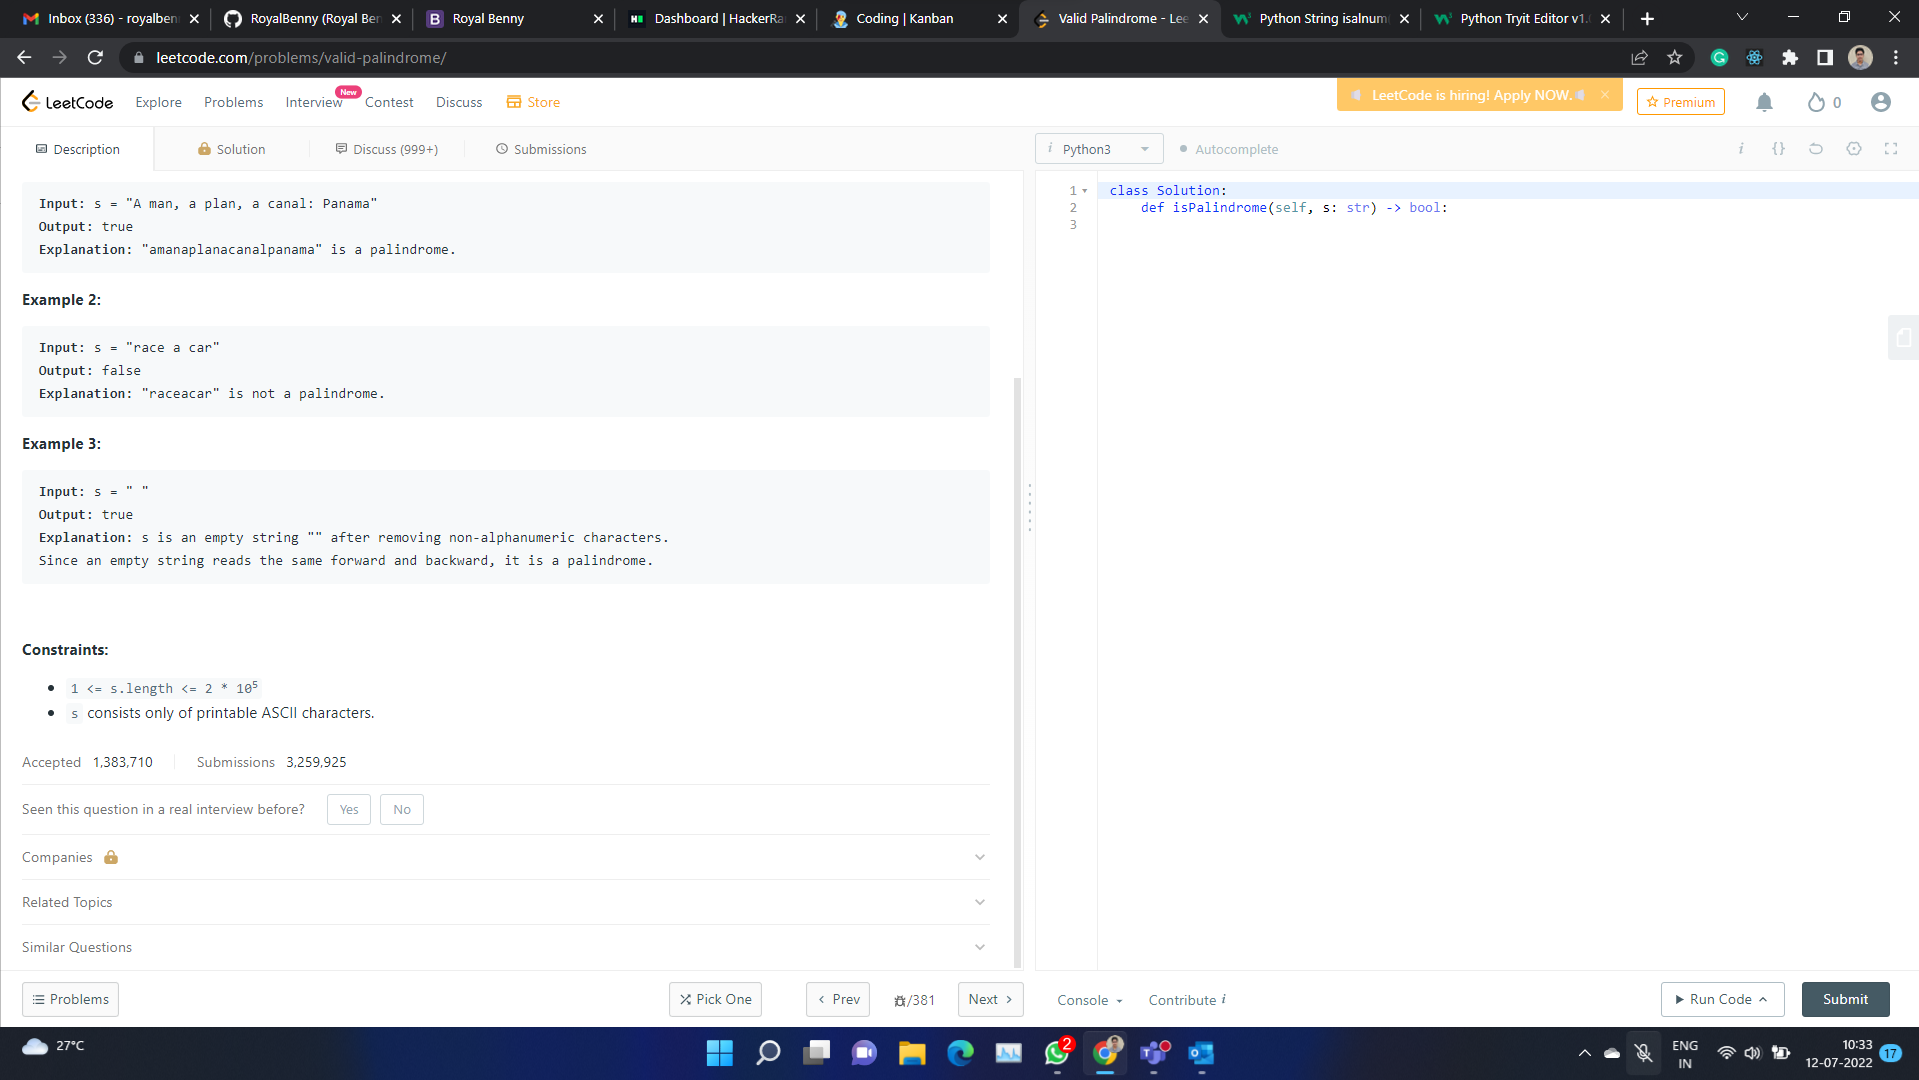 Inbox (336) - royalben
RoyalBenny (Royal Ben
Royal Benny
Dashboard | HackerRa
Coding | Kanban
Valid Palindrome - Lee
Python String isalnum(
Python Tryit Editor v1.
leetcode.com/problems/valid-palindrome/
LeetCode
Explore
Problems
Interview
New
Contest
Discuss
Store
LeetCode is hiring! Apply NOW.
Premium
0
Description
Solution
Discuss (999+)
Submissions
i Python3
Autocomplete
Input: s = "A man, a plan, a canal: Panama"
Output: true
Explanation: "amanaplanacanalpanama" is a palindrome.
Example 2:
Input: s = "race a car"
Output: false
Explanation: "raceacar" is not a palindrome.
Example 3:
Input: s = " "
Output: true
Explanation: s is an empty string "" after removing non-alphanumeric characters.
Since an empty string reads the same forward and backward, it is a palindrome.
Constraints:
1 <= s.length <= 2 * 10⁵
s consists only of printable ASCII characters.
Accepted 1,383,710
Submissions 3,259,925
Seen this question in a real interview before?
Yes
No
Companies
Related Topics
Similar Questions
1 class Solution:
2 def isPalindrome(self, s: str) -> bool:
3
Problems
Pick One
Prev
/381
Next
Console
Contribute i
Run Code
Submit
27°C
2
ENG
IN
10:33
12-07-2022
17